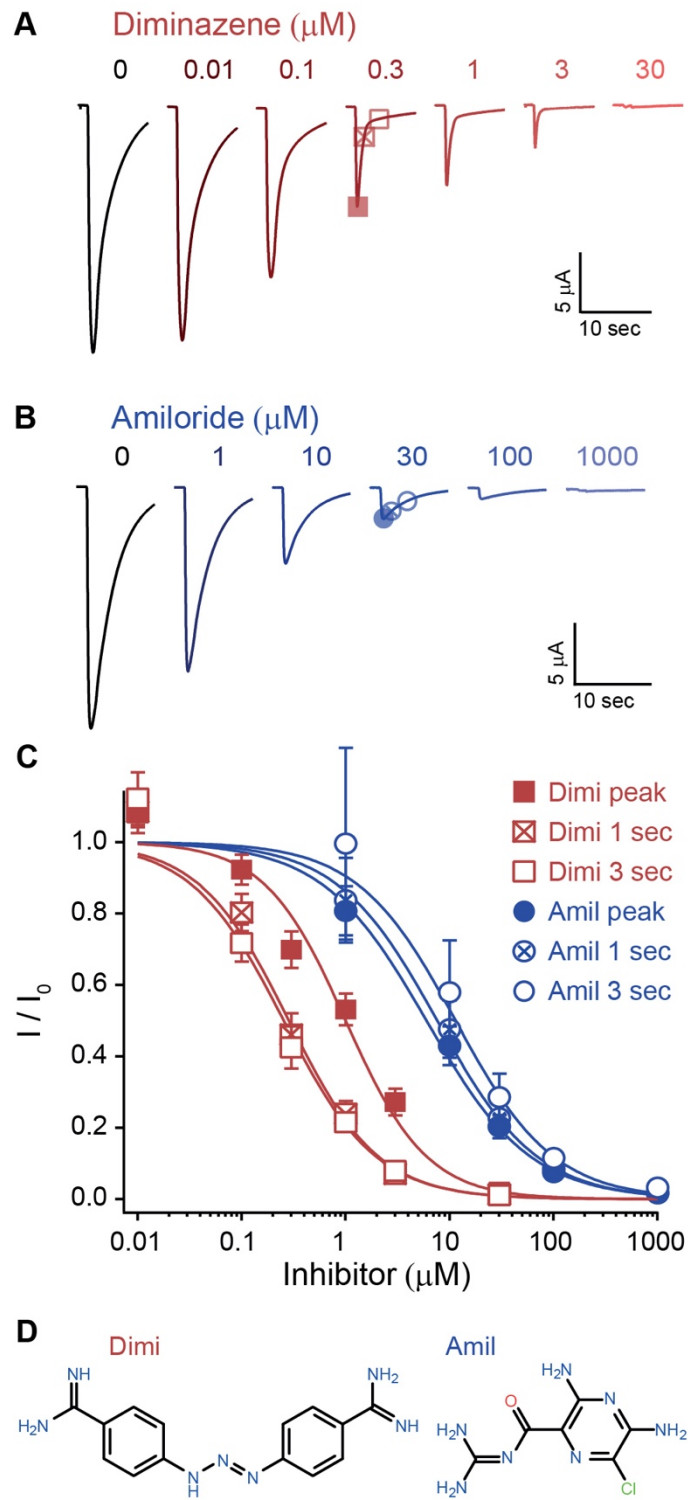 A
Diminazene (μM)
0 0.01 0.1 0.3 1 3 30
5 μA
10 sec
B
Amiloride (μM)
0 1 10 30 100 1000
5 μA
10 sec
C
Dimi peak
Dimi 1 sec
Dimi 3 sec
Amil peak
Amil 1 sec
Amil 3 sec
I / I0
1.0
0.8
0.6
0.4
0.2
0.0
0.01 0.1 1 10 100 1000
Inhibitor (μM)
D
Dimi
Amil
NH
H2N
N
H
N
N
NH2
NH
NH2
N
O
H2N
N
N
NH2
H2N
Cl